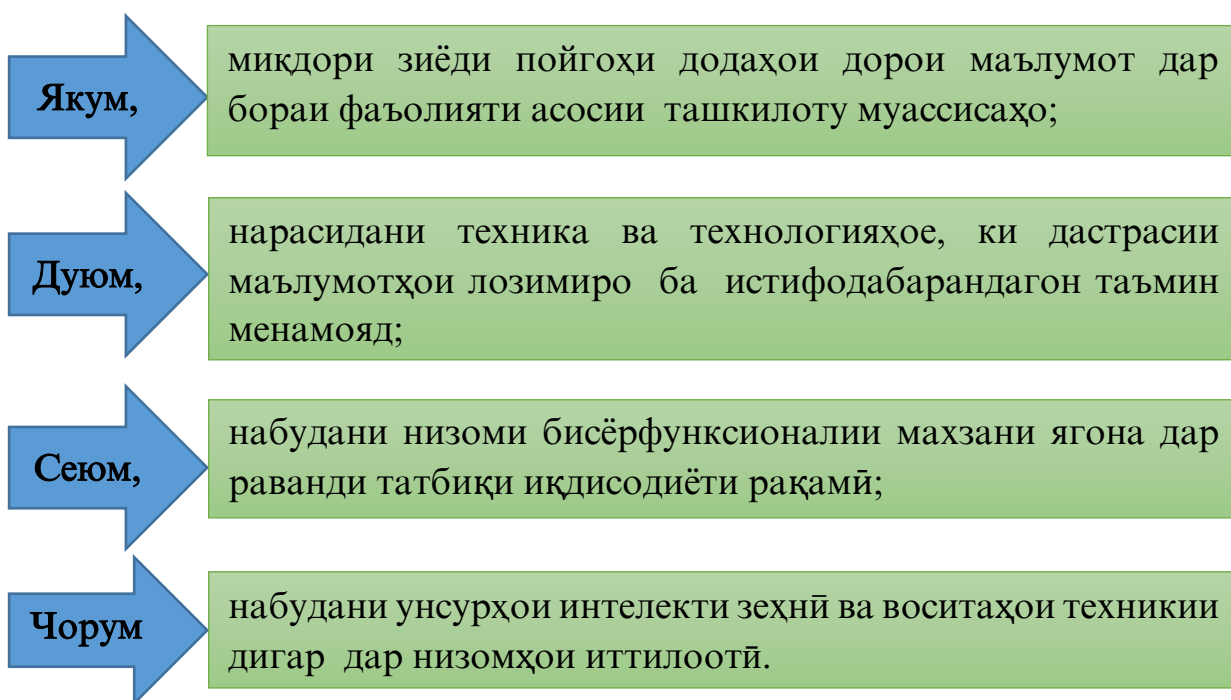 Якум,
миқдори зиёди пойгоҳи додаҳои дорои маълумот дар
бораи фаъолияти асосии ташкилоту муассисаҳо;
Дуюм,
нарасидани техника ва технологияҳое, ки дастрасии
маълумотҳои лозимиро ба истифодабарандагон таъмин
менамояд;
Сеюм,
набудани низоми бисёрфунксионалии махзани ягона дар
раванди татбиқи иқдисодиёти рақамӣ;
Чорум
набудани унсурҳои интелекти зеҳнӣ ва воситаҳои техникии
дигар дар низомҳои иттилоотӣ.